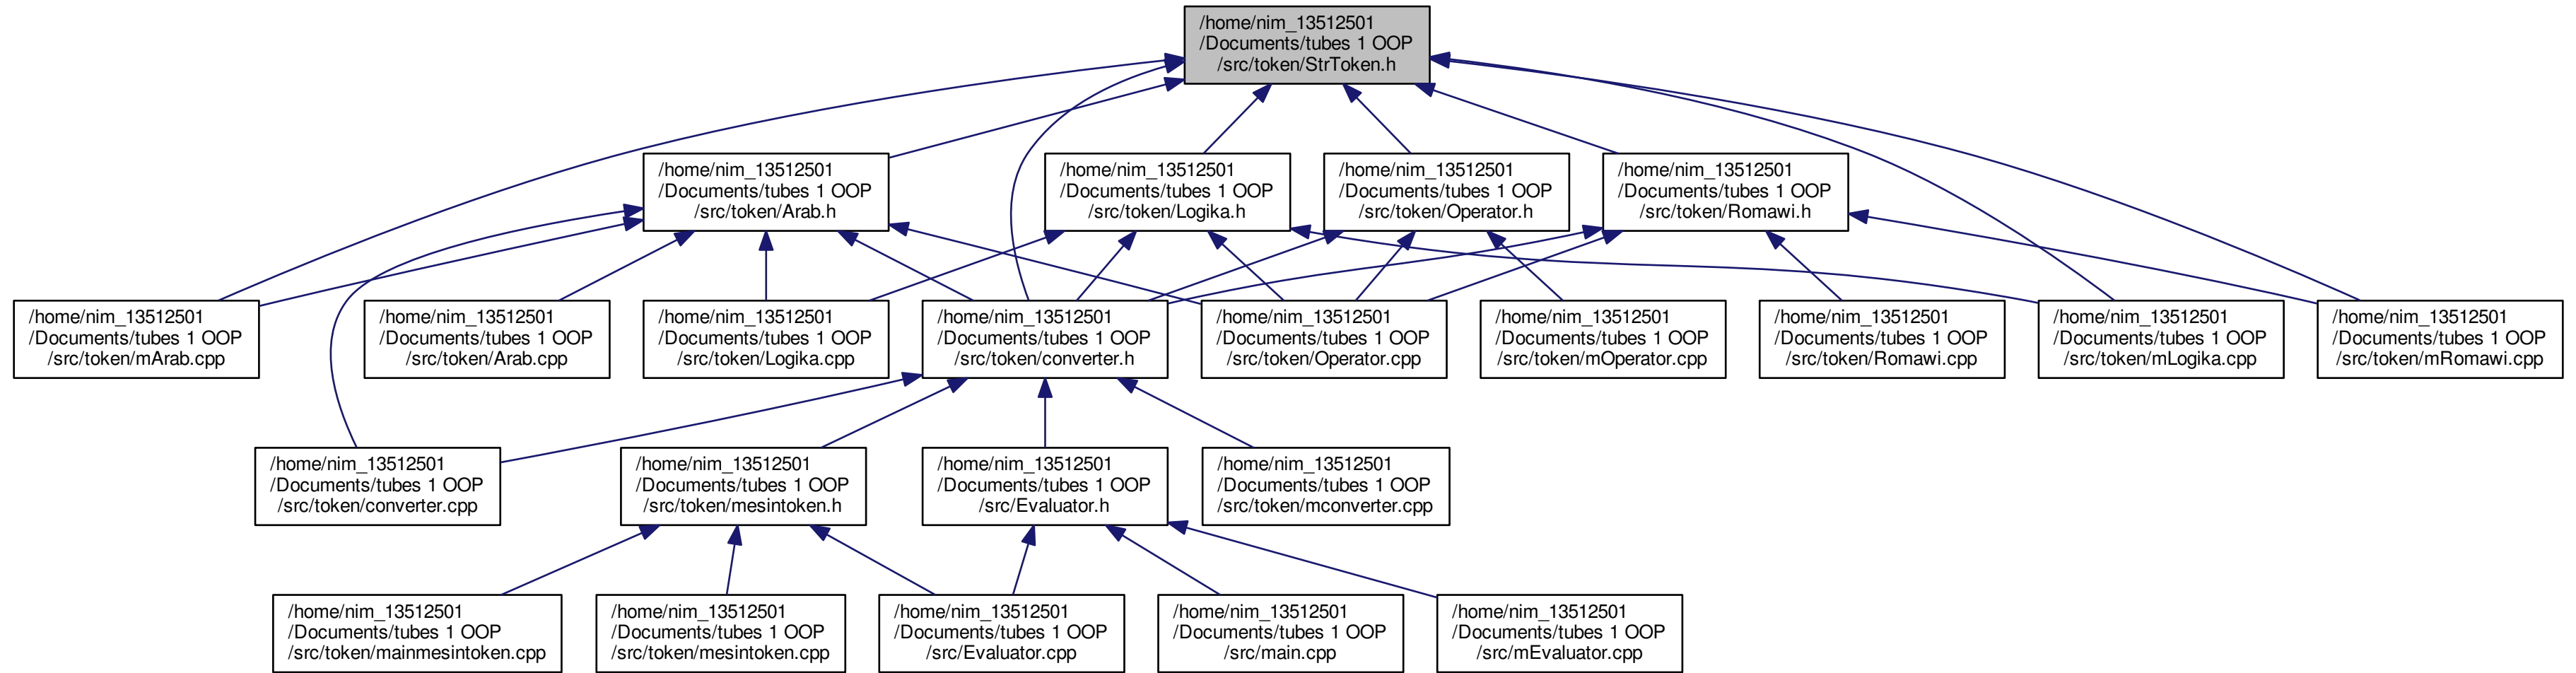 /home/nim_13512501
/Documents/tubes 1 OOP
/src/token/StrToken.h
/home/nim_13512501
/Documents/tubes 1 OOP
/src/token/Arab.h
/home/nim_13512501
/Documents/tubes 1 OOP
/src/token/Logika.h
/home/nim_13512501
/Documents/tubes 1 OOP
/src/token/Operator.h
/home/nim_13512501
/Documents/tubes 1 OOP
/src/token/Romawi.h
/home/nim_13512501
/Documents/tubes 1 OOP
/src/token/mArab.cpp
/home/nim_13512501
/Documents/tubes 1 OOP
/src/token/Arab.cpp
/home/nim_13512501
/Documents/tubes 1 OOP
/src/token/Logika.cpp
/home/nim_13512501
/Documents/tubes 1 OOP
/src/token/converter.h
/home/nim_13512501
/Documents/tubes 1 OOP
/src/token/Operator.cpp
/home/nim_13512501
/Documents/tubes 1 OOP
/src/token/mOperator.cpp
/home/nim_13512501
/Documents/tubes 1 OOP
/src/token/Romawi.cpp
/home/nim_13512501
/Documents/tubes 1 OOP
/src/token/mLogika.cpp
/home/nim_13512501
/Documents/tubes 1 OOP
/src/token/mRomawi.cpp
/home/nim_13512501
/Documents/tubes 1 OOP
/src/token/converter.cpp
/home/nim_13512501
/Documents/tubes 1 OOP
/src/token/mesintoken.h
/home/nim_13512501
/Documents/tubes 1 OOP
/src/Evaluator.h
/home/nim_13512501
/Documents/tubes 1 OOP
/src/token/mconverter.cpp
/home/nim_13512501
/Documents/tubes 1 OOP
/src/token/mainmesintoken.cpp
/home/nim_13512501
/Documents/tubes 1 OOP
/src/token/mesintoken.cpp
/home/nim_13512501
/Documents/tubes 1 OOP
/src/Evaluator.cpp
/home/nim_13512501
/Documents/tubes 1 OOP
/src/main.cpp
/home/nim_13512501
/Documents/tubes 1 OOP
/src/mEvaluator.cpp